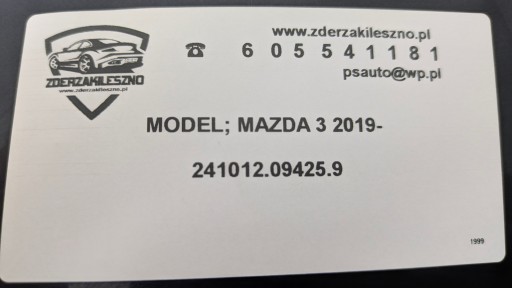 www.zderzakileszno.pl
☎ 6 0 5 5 4 1 1 8 1
psauto@wp.pl
ZDERZAKILESZNO
www.zderzakileszno.pl
MODEL; MAZDA 3 2019-
241012.09425.9
1999